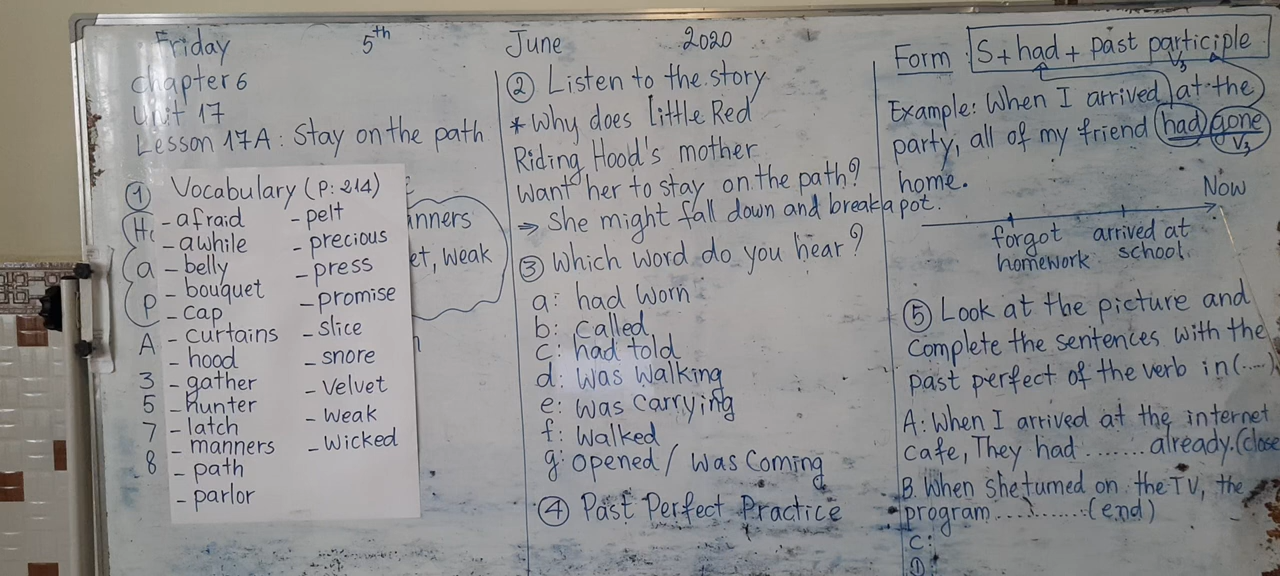 Friday 5th June 2020
Chapter 6
Unit 17
Lesson 17A: Stay on the path
① Vocabulary (P: 214)
- afraid
- awhile
- belly
- bouquet
- cap
- curtains
- hood
- gather
- hunter
- latch
- manners
- path
- parlor
- pelt
- precious
- press
- promise
- slice
- snore
- velvet
- weak
- wicked
He
a
p
A
3
5
7
8
nners
et, weak
② Listen to the story
* Why does Little Red
Riding Hood's mother
Want her to stay on the path?
⇒ She might fall down and break a pot.
③ Which word do you hear?
a: had worn
b: called
c: had told
d: was walking
e: was carrying
f: walked
g: opened / was coming
④ Past Perfect Practice
Form S + had + past participle
V3
Example: When I arrived at the
party, all of my friend had gone
V3
home.
Now
forgot arrived at
homework school.
⑤ Look at the picture and
complete the sentences with the
past perfect of the verb in (....)
A: When I arrived at the internet
cafe, They had ....... already. (close
B. When she turned on the TV, the
program .............. (end)
C: